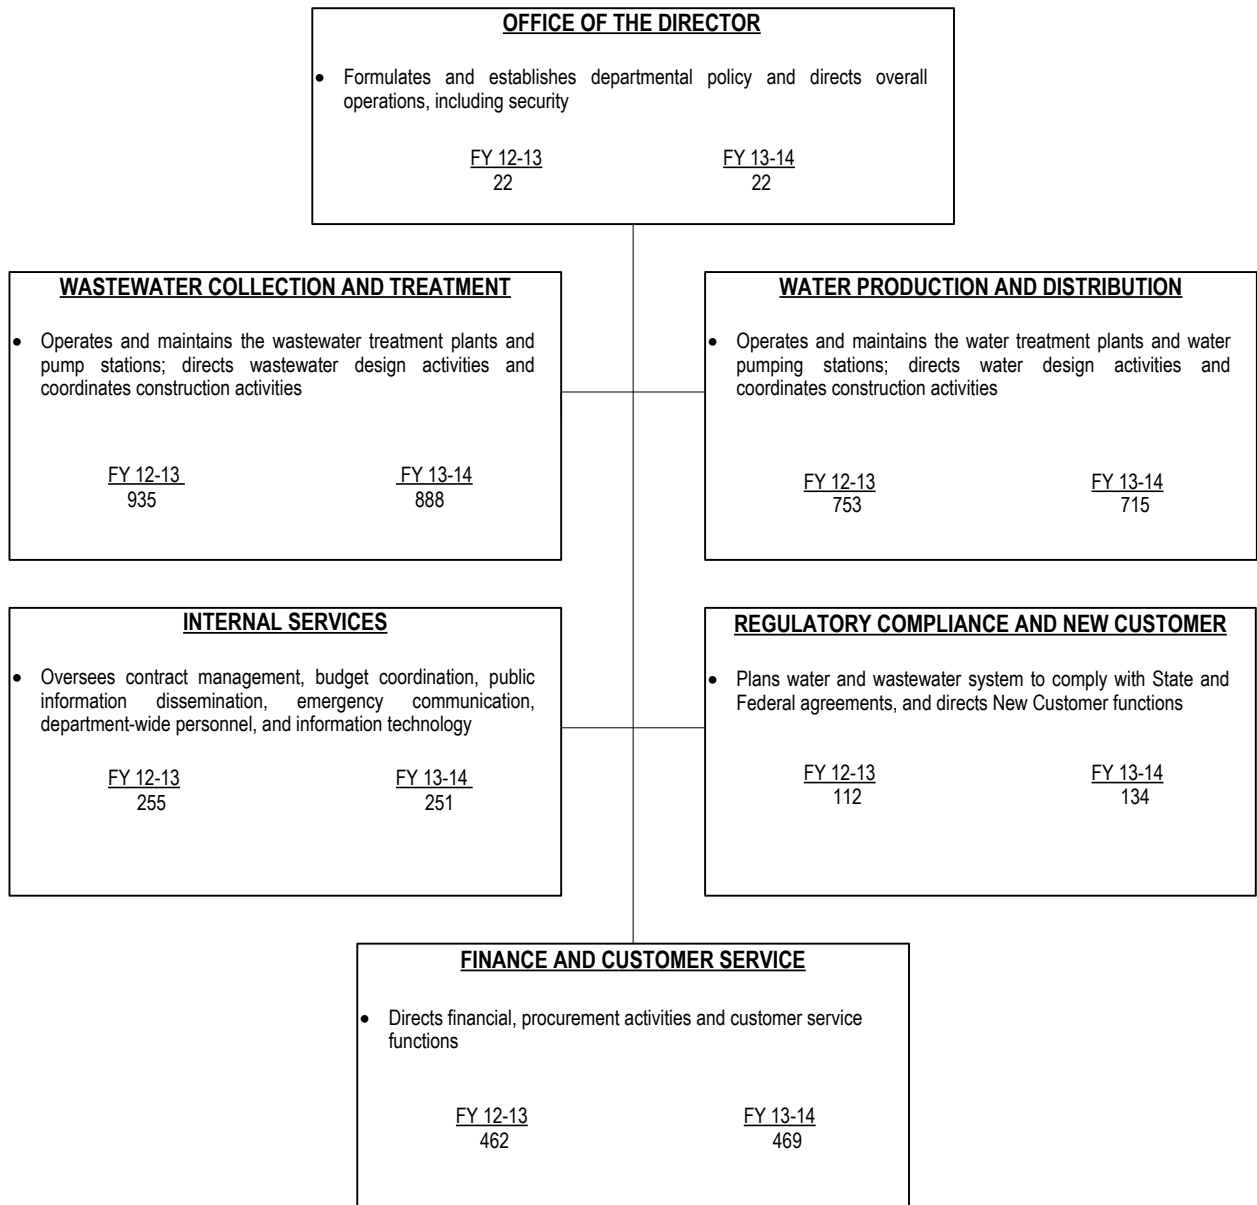 OFFICE OF THE DIRECTOR
• Formulates and establishes departmental policy and directs overall
operations, including security
FY 12-13 FY 13-14
22 22
WASTEWATER COLLECTION AND TREATMENT
• Operates and maintains the wastewater treatment plants and
pump stations; directs wastewater design activities and
coordinates construction activities
FY 12-13 FY 13-14
935 888
WATER PRODUCTION AND DISTRIBUTION
• Operates and maintains the water treatment plants and water
pumping stations; directs water design activities and
coordinates construction activities
FY 12-13 FY 13-14
753 715
INTERNAL SERVICES
• Oversees contract management, budget coordination, public
information dissemination, emergency communication,
department-wide personnel, and information technology
FY 12-13 FY 13-14
255 251
REGULATORY COMPLIANCE AND NEW CUSTOMER
• Plans water and wastewater system to comply with State and
Federal agreements, and directs New Customer functions
FY 12-13 FY 13-14
112 134
FINANCE AND CUSTOMER SERVICE
• Directs financial, procurement activities and customer service
functions
FY 12-13 FY 13-14
462 469